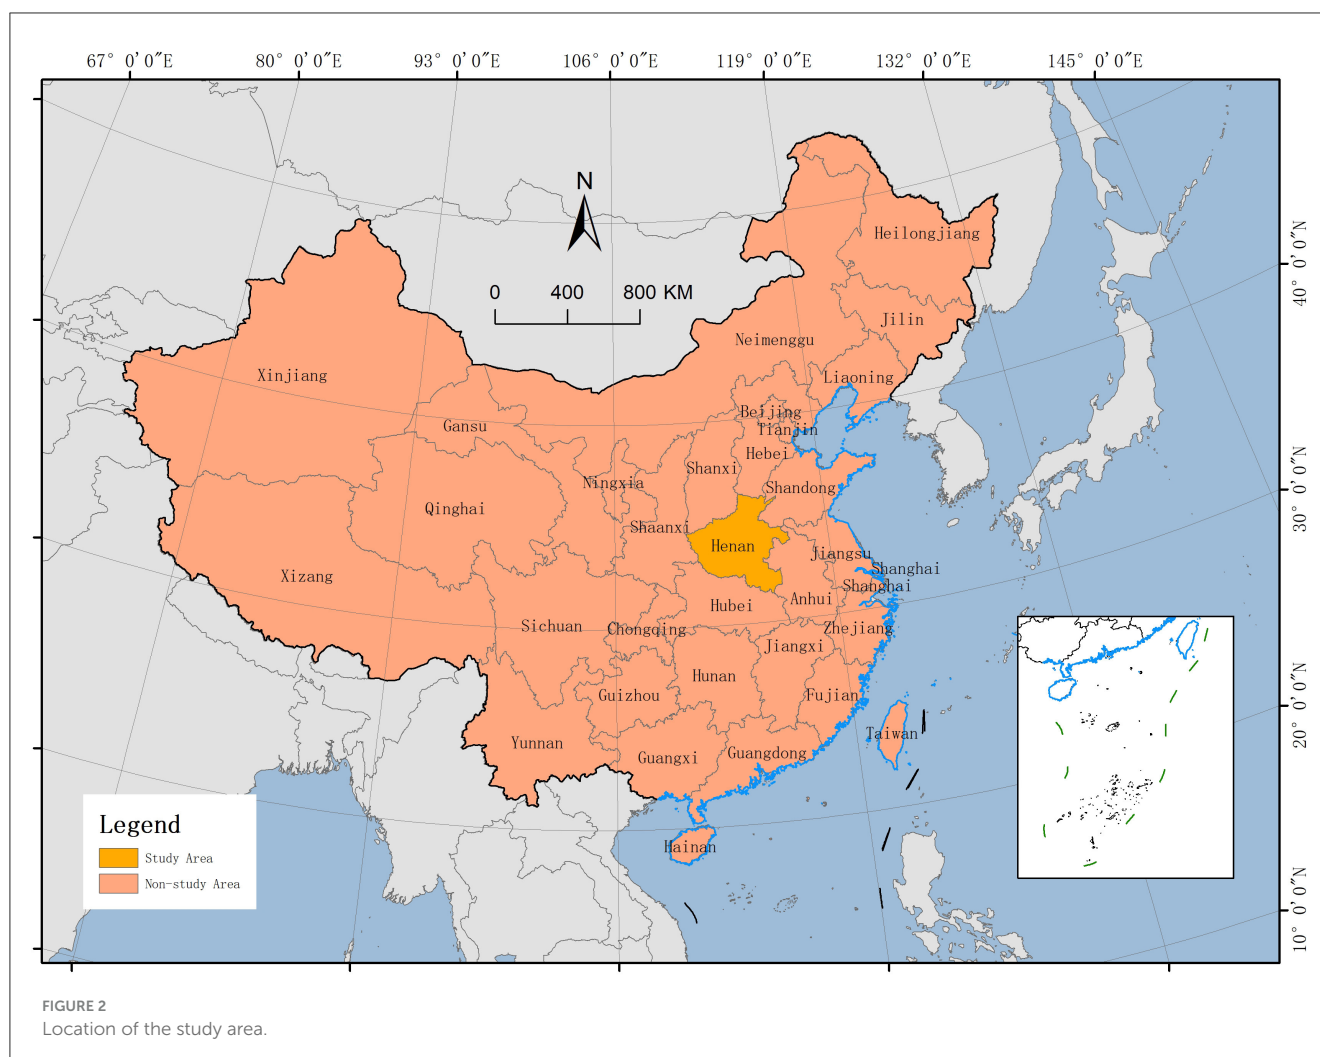 67° 0′0″E 80° 0′0″E 93° 0′0″E 106° 0′0″E 119° 0′0″E 132° 0′0″E 145° 0′0″E
N
Heilongjiang
40° 0′0″N
0 400 800 KM
Jilin
Neimenggu
Xinjiang
Liaoning
Beijing
Gansu
Tianjin
Hebei
Shanxi
30° 0′0″N
Ningxia
Shandong
Qinghai
Shaanxi
Henan
Jiangsu
Shanghai
Xizang
Shanghai
Anhui
Hubei
Sichuan
Chongqing
Zhejiang
Jiangxi
Hunan
Guizhou
Fujian
20° 0′0″N
Taiwan
Yunnan
Guangdong
Guangxi
Legend
Hainan
Study Area
Non-study Area
10° 0′0″N
FIGURE 2
Location of the study area.